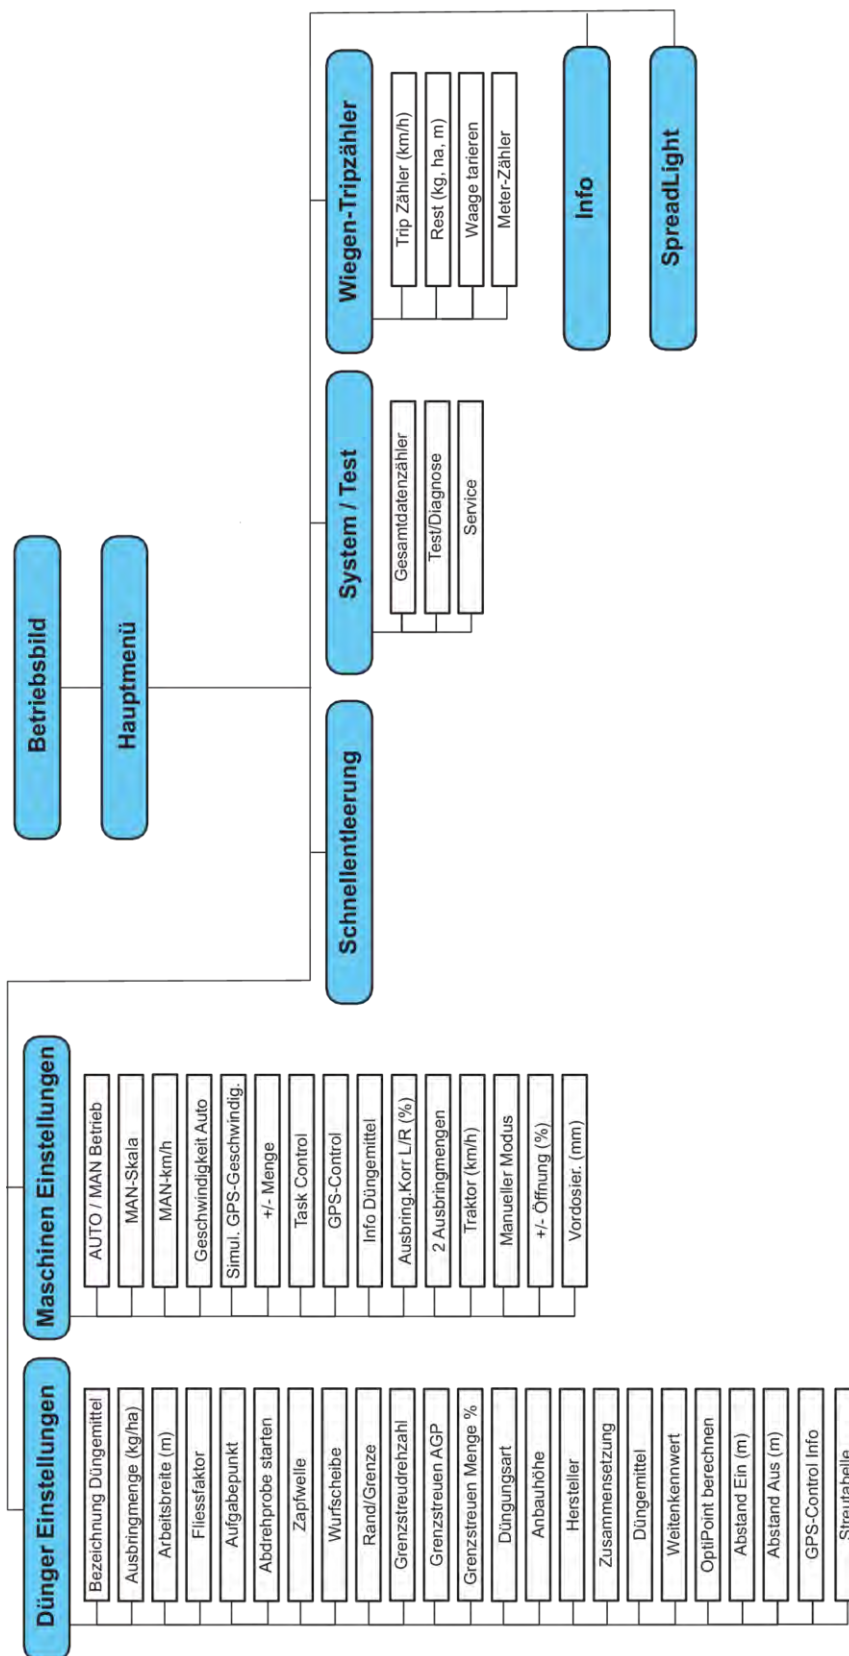 Betriebsbild
Hauptmenü
Dünger Einstellungen
Bezeichnung Düngemittel
Ausbringmenge (kg/ha)
Arbeitsbreite (m)
Fliessfaktor
Aufgabepunkt
Abdrehprobe starten
Zapfwelle
Wurfscheibe
Rand/Grenze
Grenzstreudrehzahl
Grenzstreuen AGP
Grenzstreuen Menge %
Düngungsart
Anbauhöhe
Hersteller
Zusammensetzung
Düngemittel
Weitenkennwert
OptiPoint berechnen
Abstand Ein (m)
Abstand Aus (m)
GPS-Control Info
Streutabelle
Maschinen Einstellungen
AUTO / MAN Betrieb
MAN-Skala
MAN-km/h
Geschwindigkeit Auto
Simul. GPS-Geschwindig.
+/- Menge
Task Control
GPS-Control
Info Düngemittel
Ausbring.Korr L/R (%)
2 Ausbringmengen
Traktor (km/h)
Manueller Modus
+/- Öffnung (%)
Vordosier. (mm)
Schnellentleerung
System / Test
Gesamtdatenzähler
Test/Diagnose
Service
Wiegen-Tripzähler
Trip Zähler (km/h)
Rest (kg, ha, m)
Waage tarieren
Meter-Zähler
Info
SpreadLight